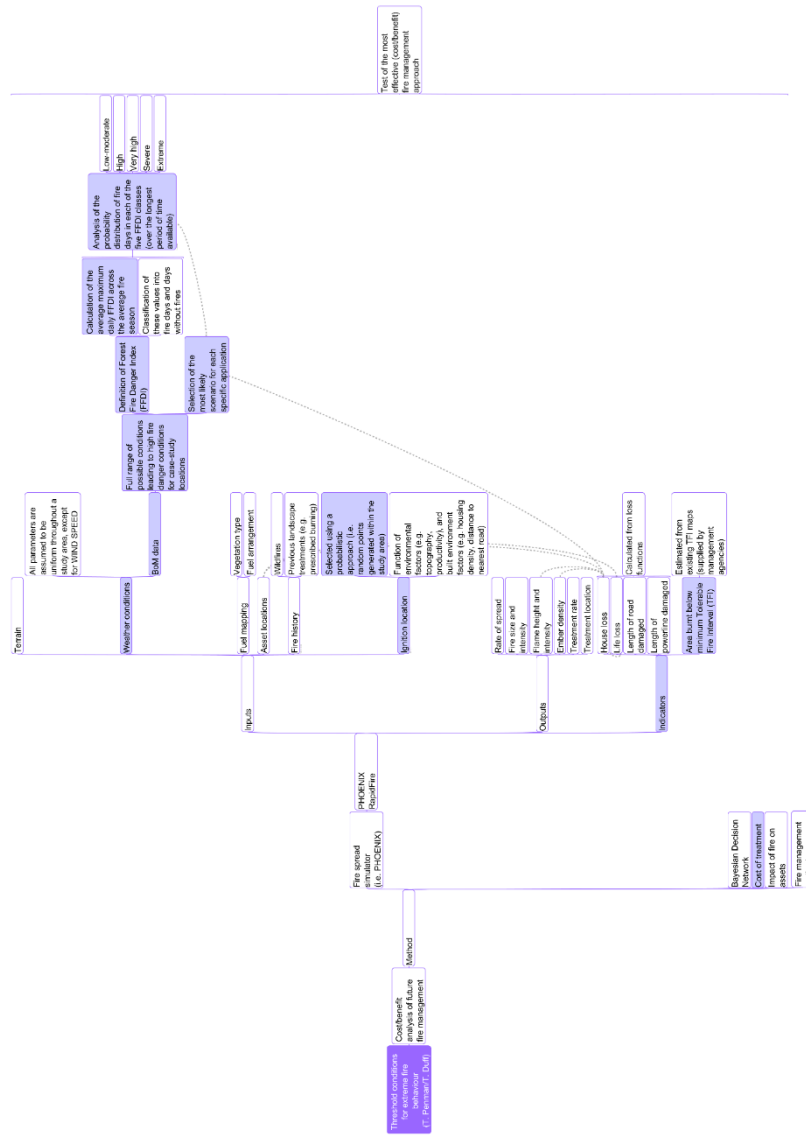 Threshold conditions
for extreme fire
behaviour
(T. Penman/T. Duff)
Cost/benefit
analysis of future
fire management
Method
Fire spread
simulator
(i.e. PHOENIX)
PHOENIX
RapidFire
Inputs
Terrain
All parameters are
assumed to be
uniform throughout a
study area, except
for WIND SPEED
Weather conditions
BoM data
Full range of
possible conditions
leading to high fire
danger conditions
for case-study
locations
Definition of Forest
Fire Danger Index
(FFDI)
Calculation of the
average maximum
daily FFDI across
the average fire
season
Analysis of the
probability
distribution of fire
days in each of the
five FFDI classes
(over the longest
period of time
available)
Low-moderate
High
Very high
Severe
Extreme
Classification of
these values into
fire days and days
without fires
Selection of the
most likely
scenario for each
specific application
Fuel mapping
Vegetation type
Fuel arrangement
Asset locations
Fire history
Wildfires
Previous landscape
treatments (e.g.
prescribed burning)
Ignition location
Selected using a
probabilistic
approach (i.e.
random points
generated within the
study area)
Function of
environmental
factors (e.g.
topography,
productivity), and
built environment
factors (e.g. housing
density, distance to
nearest road)
Outputs
Rate of spread
Fire size and
intensity
Flame height and
intensity
Ember density
Treatment rate
Treatment location
Indicators
House loss
Life loss
Length of road
damaged
Length of
powerline damaged
Calculated from loss
functions
Area burnt below
minimum Tolerable
Fire Interval (TFI)
Estimated from
existing TFI maps
(supplied by
management
agencies)
Bayesian Decision
Network
Cost of treatment
Impact of fire on
assets
Fire management
Test of the most
effective (cost/benefit)
fire management
approach